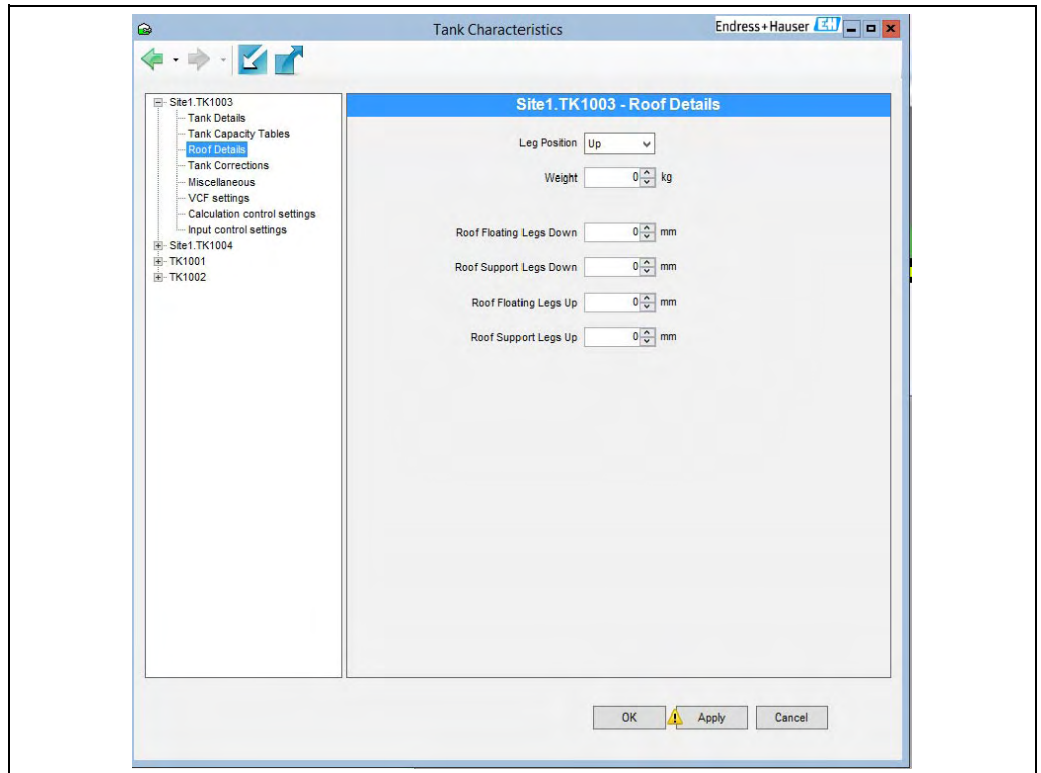 Tank Characteristics
Endress+Hauser EH
Site1.TK1003
Tank Details
Tank Capacity Tables
Roof Details
Tank Corrections
Miscellaneous
VCF settings
Calculation control settings
Input control settings
Site1.TK1004
TK1001
TK1002
Site1.TK1003 - Roof Details
Leg Position Up
Weight 0 kg
Roof Floating Legs Down 0 mm
Roof Support Legs Down 0 mm
Roof Floating Legs Up 0 mm
Roof Support Legs Up 0 mm
OK Apply Cancel